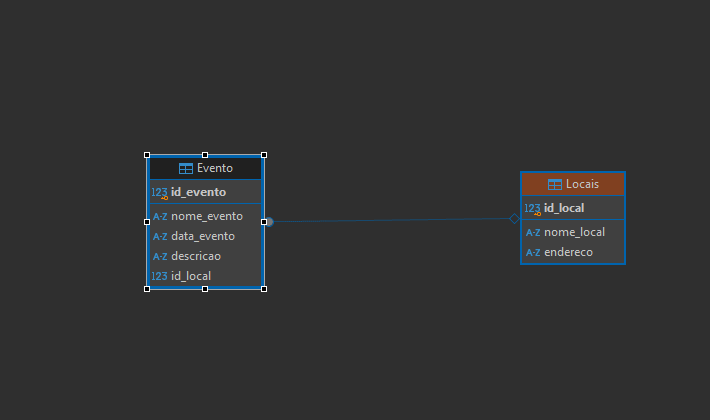 Evento
123 id_evento
A-Z nome_evento
A-Z data_evento
A-Z descricao
123 id_local
Locais
123 id_local
A-Z nome_local
A-Z endereco